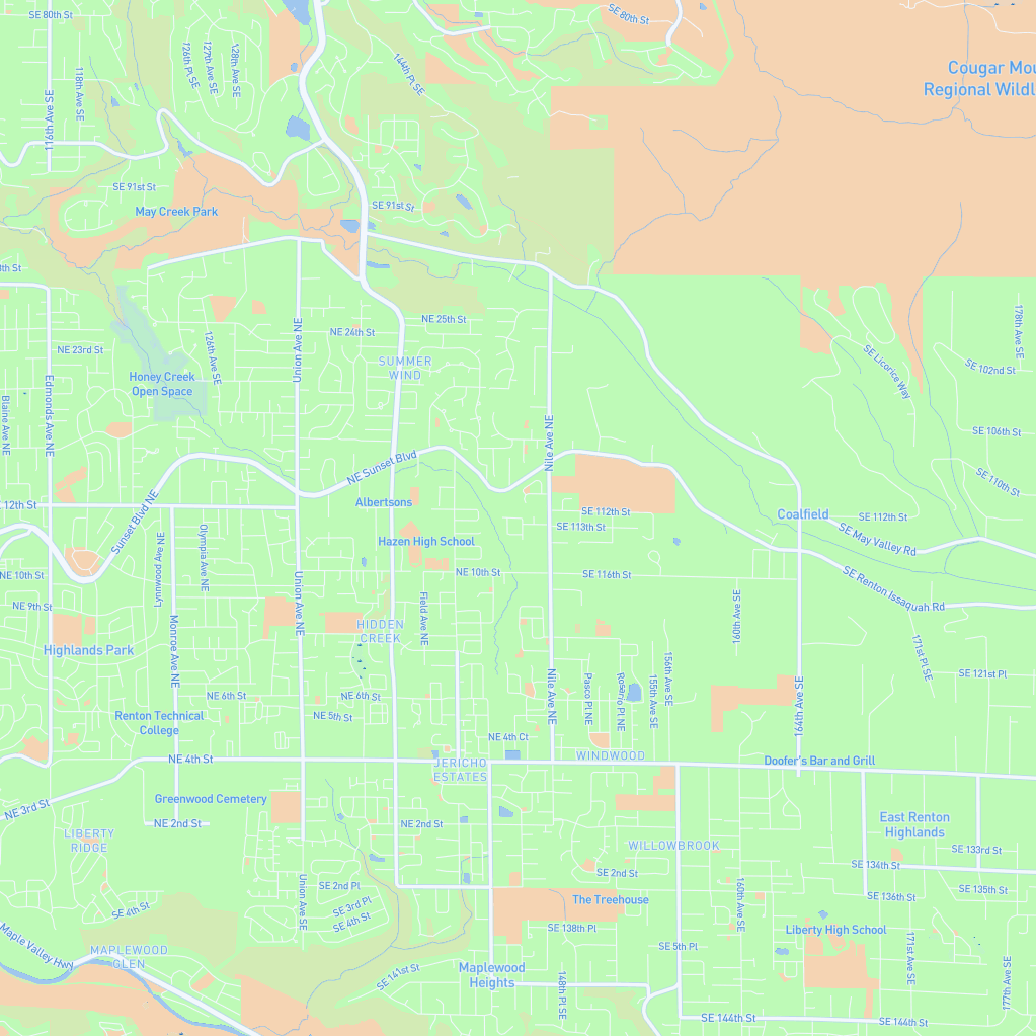 SE 80th St
SE 80th St
126th Pl SE
127th Ave SE
128th Ave SE
144th Pl SE
118th Ave SE
116th Ave SE
Cougar Mou
Regional Wildl
SE 91st St
May Creek Park
SE 91st St
8th St
NE 25th St
NE 24th St
Union Ave NE
178th Ave SE
NE 23rd St
126th Ave SE
SUMMER
WIND
SE Licorice Way
SE 102nd St
Honey Creek
Open Space
Edmonds Ave NE
Blaine Ave NE
Nile Ave NE
SE 106th St
NE Sunset Blvd
SE 110th St
Albertsons
E 12th St
Sunset Blvd NE
SE 112th St
SE 113th St
Coalfield
SE 112th St
SE May Valley Rd
Olympia Ave NE
Lynnwood Ave NE
Hazen High School
NE 10th St
NE 10th St
SE 116th St
SE Renton Issaquah Rd
Union Ave NE
Field Ave NE
160th Ave SE
NE 9th St
HIDDEN
CREEK
Monroe Ave NE
Highlands Park
171st Pl SE
156th Ave SE
155th Ave SE
SE 121st Pl
Nile Ave NE
Pasco Pl NE
Rosario Pl NE
164th Ave SE
NE 6th St
NE 6th St
Renton Technical
College
NE 5th St
NE 4th Ct
NE 4th St
JERICHO
ESTATES
WINDWOOD
Doofer's Bar and Grill
Greenwood Cemetery
NE 3rd St
NE 2nd St
NE 2nd St
LIBERTY
RIDGE
East Renton
Highlands
WILLOWBROOK
SE 133rd St
SE 134th St
SE 2nd St
SE 2nd Pl
Union Ave SE
160th Ave SE
SE 135th St
SE 136th St
SE 3rd Pl
SE 4th St
SE 4th St
The Treehouse
SE 138th Pl
Liberty High School
SE 5th Pl
171st Ave SE
Maple Valley Hwy
MAPLEWOOD
GLEN
SE 141st St
Maplewood
Heights
148th Pl SE
177th Ave SE
SE 144th St
SE 144th St